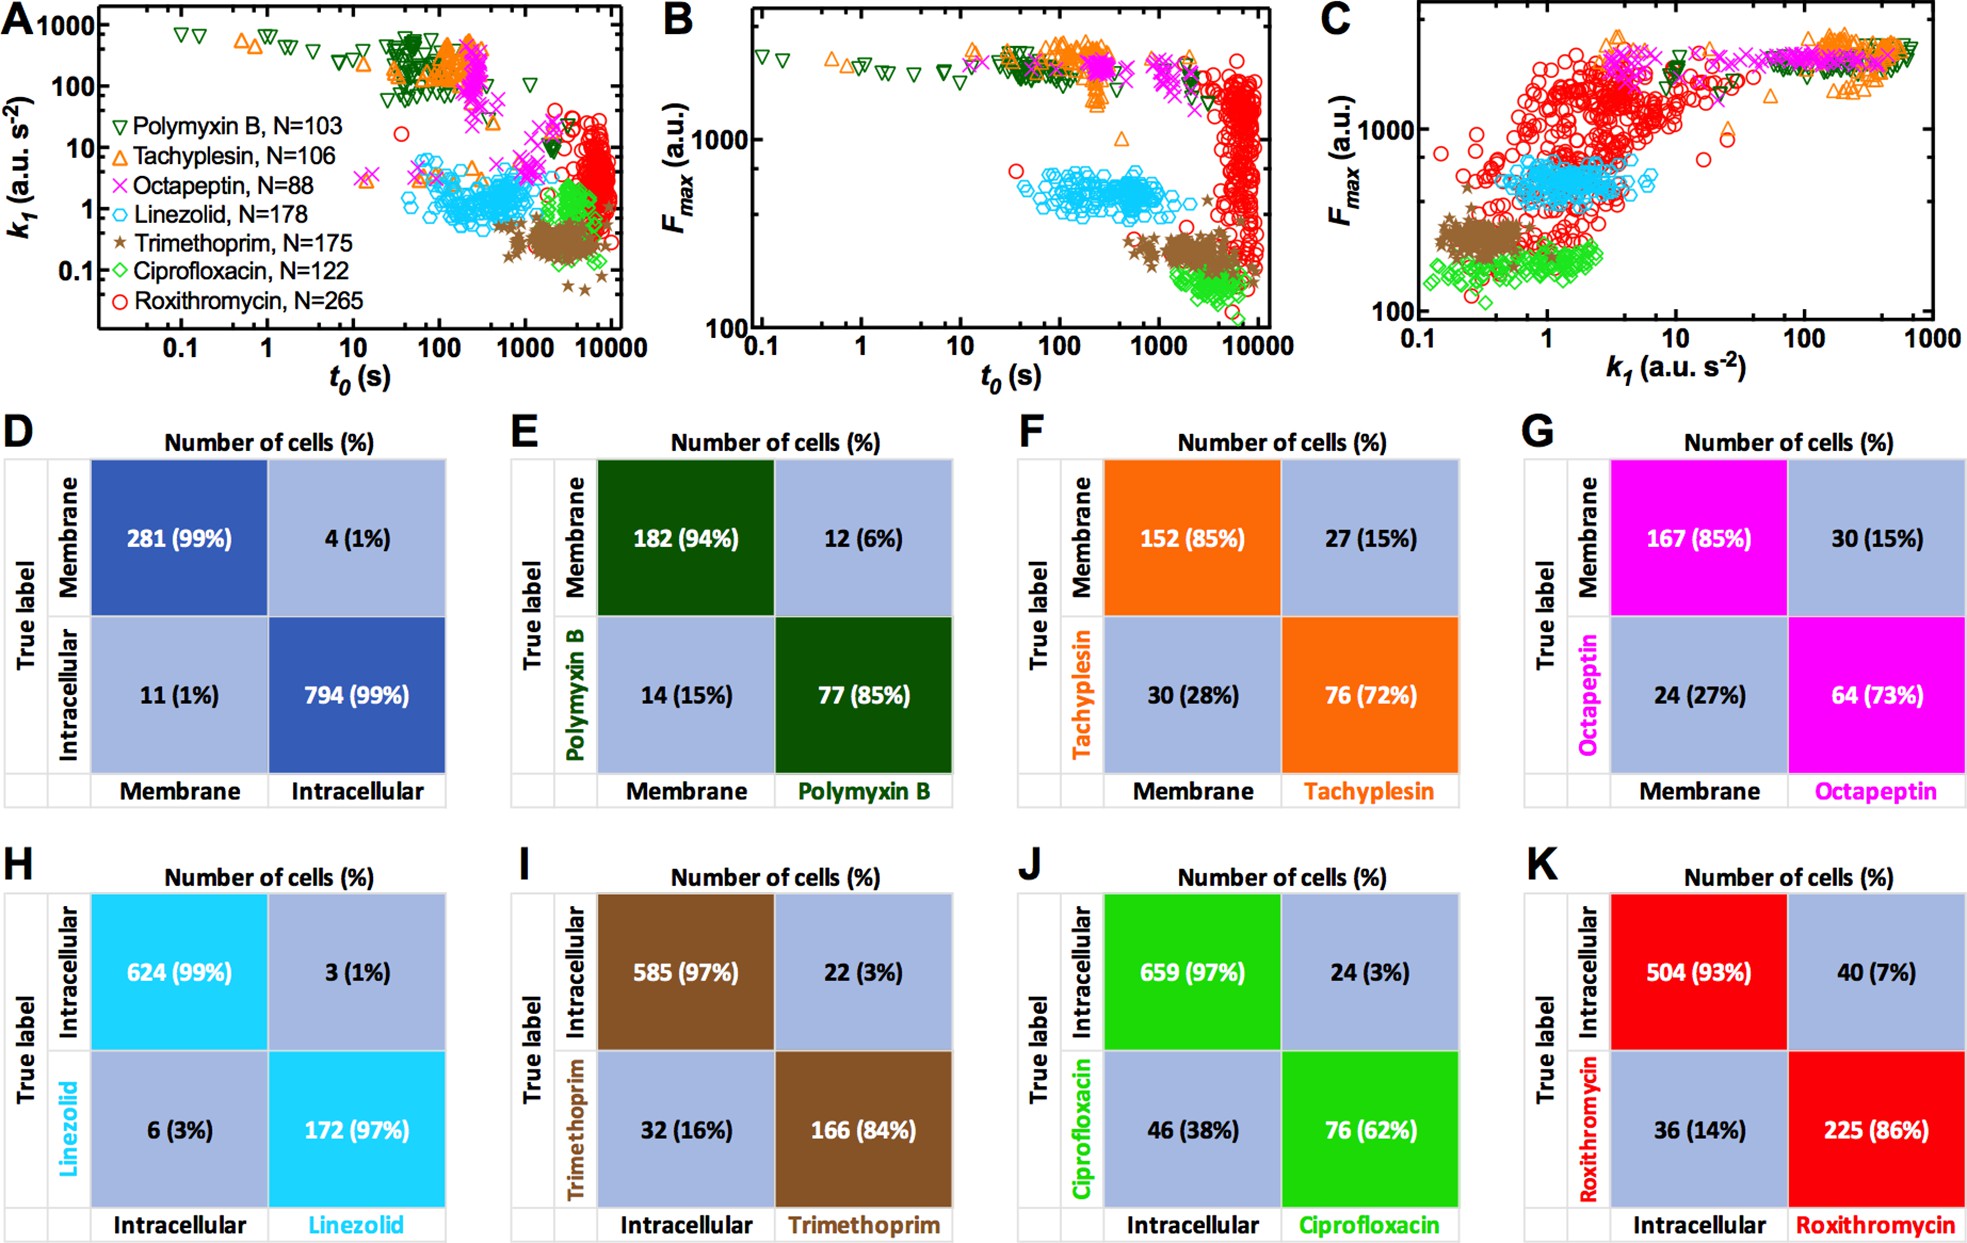 A
1000
100
10
1
0.1
k1 (a.u. s-2)
Polymyxin B, N=103
Tachyplesin, N=106
Octapeptin, N=88
Linezolid, N=178
Trimethoprim, N=175
Ciprofloxacin, N=122
Roxithromycin, N=265
0.1 1 10 100 1000 10000
t0 (s)
B
1000
100
Fmax (a.u.)
0.1 1 10 100 1000 10000
t0 (s)
C
1000
100
Fmax (a.u.)
0.1 1 10 100 1000
k1 (a.u. s-2)
D
Number of cells (%)
True label
Membrane
281 (99%) 4 (1%)
Intracellular
11 (1%) 794 (99%)
Membrane Intracellular
E
Number of cells (%)
True label
Membrane
182 (94%) 12 (6%)
Polymyxin B
14 (15%) 77 (85%)
Membrane Polymyxin B
F
Number of cells (%)
True label
Membrane
152 (85%) 27 (15%)
Tachyplesin
30 (28%) 76 (72%)
Membrane Tachyplesin
G
Number of cells (%)
True label
Membrane
167 (85%) 30 (15%)
Octapeptin
24 (27%) 64 (73%)
Membrane Octapeptin
H
Number of cells (%)
True label
Intracellular
624 (99%) 3 (1%)
Linezolid
6 (3%) 172 (97%)
Intracellular Linezolid
I
Number of cells (%)
True label
Intracellular
585 (97%) 22 (3%)
Trimethoprim
32 (16%) 166 (84%)
Intracellular Trimethoprim
J
Number of cells (%)
True label
Intracellular
659 (97%) 24 (3%)
Ciprofloxacin
46 (38%) 76 (62%)
Intracellular Ciprofloxacin
K
Number of cells (%)
True label
Intracellular
504 (93%) 40 (7%)
Roxithromycin
36 (14%) 225 (86%)
Intracellular Roxithromycin